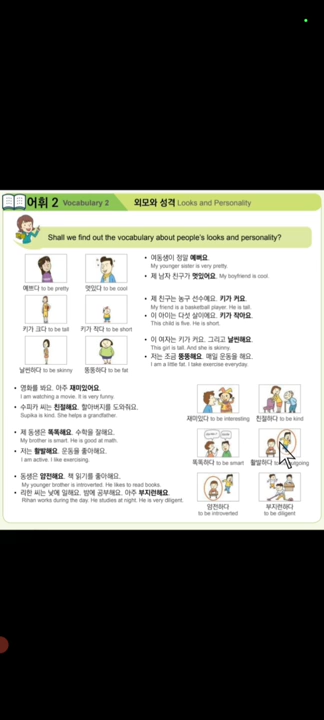 어휘 2 Vocabulary 2 외모와 성격 Looks and Personality
Shall we find out the vocabulary about people's looks and personality?
예쁘다 to be pretty
멋있다 to be cool
키가 크다 to be tall
키가 작다 to be short
날씬하다 to be skinny
뚱뚱하다 to be fat
• 여동생이 정말 예뻐요.
My younger sister is very pretty.
• 제 남자 친구가 멋있어요. My boyfriend is cool.
• 제 친구는 농구 선수예요. 키가 커요.
My friend is a basketball player. He is tall.
• 이 아이는 다섯 살이에요. 키가 작아요.
This child is five. He is short.
• 이 여자는 키가 커요. 그리고 날씬해요.
This girl is tall. And she is skinny.
• 저는 조금 뚱뚱해요. 매일 운동을 해요.
I am a little fat. I take exercise everyday.
• 영화를 봐요. 아주 재미있어요.
I am watching a movie. It is very funny.
• 수피카 씨는 친절해요. 할아버지를 도와줘요.
Supika is kind. She helps a grandfather.
• 제 동생은 똑똑해요. 수학을 잘해요.
My brother is smart. He is good at math.
• 저는 활발해요. 운동을 좋아해요.
I am active. I like exercising.
• 동생은 얌전해요. 책 읽기를 좋아해요.
My younger brother is introverted. He likes to read books.
• 리한 씨는 낮에 일해요. 밤에 공부해요. 아주 부지런해요.
Rihan works during the day. He studies at night. He is very diligent.
재미있다 to be interesting
친절하다 to be kind
똑똑하다 to be smart
활발하다 to outgoing
얌전하다
to be introverted
부지런하다
to be diligent